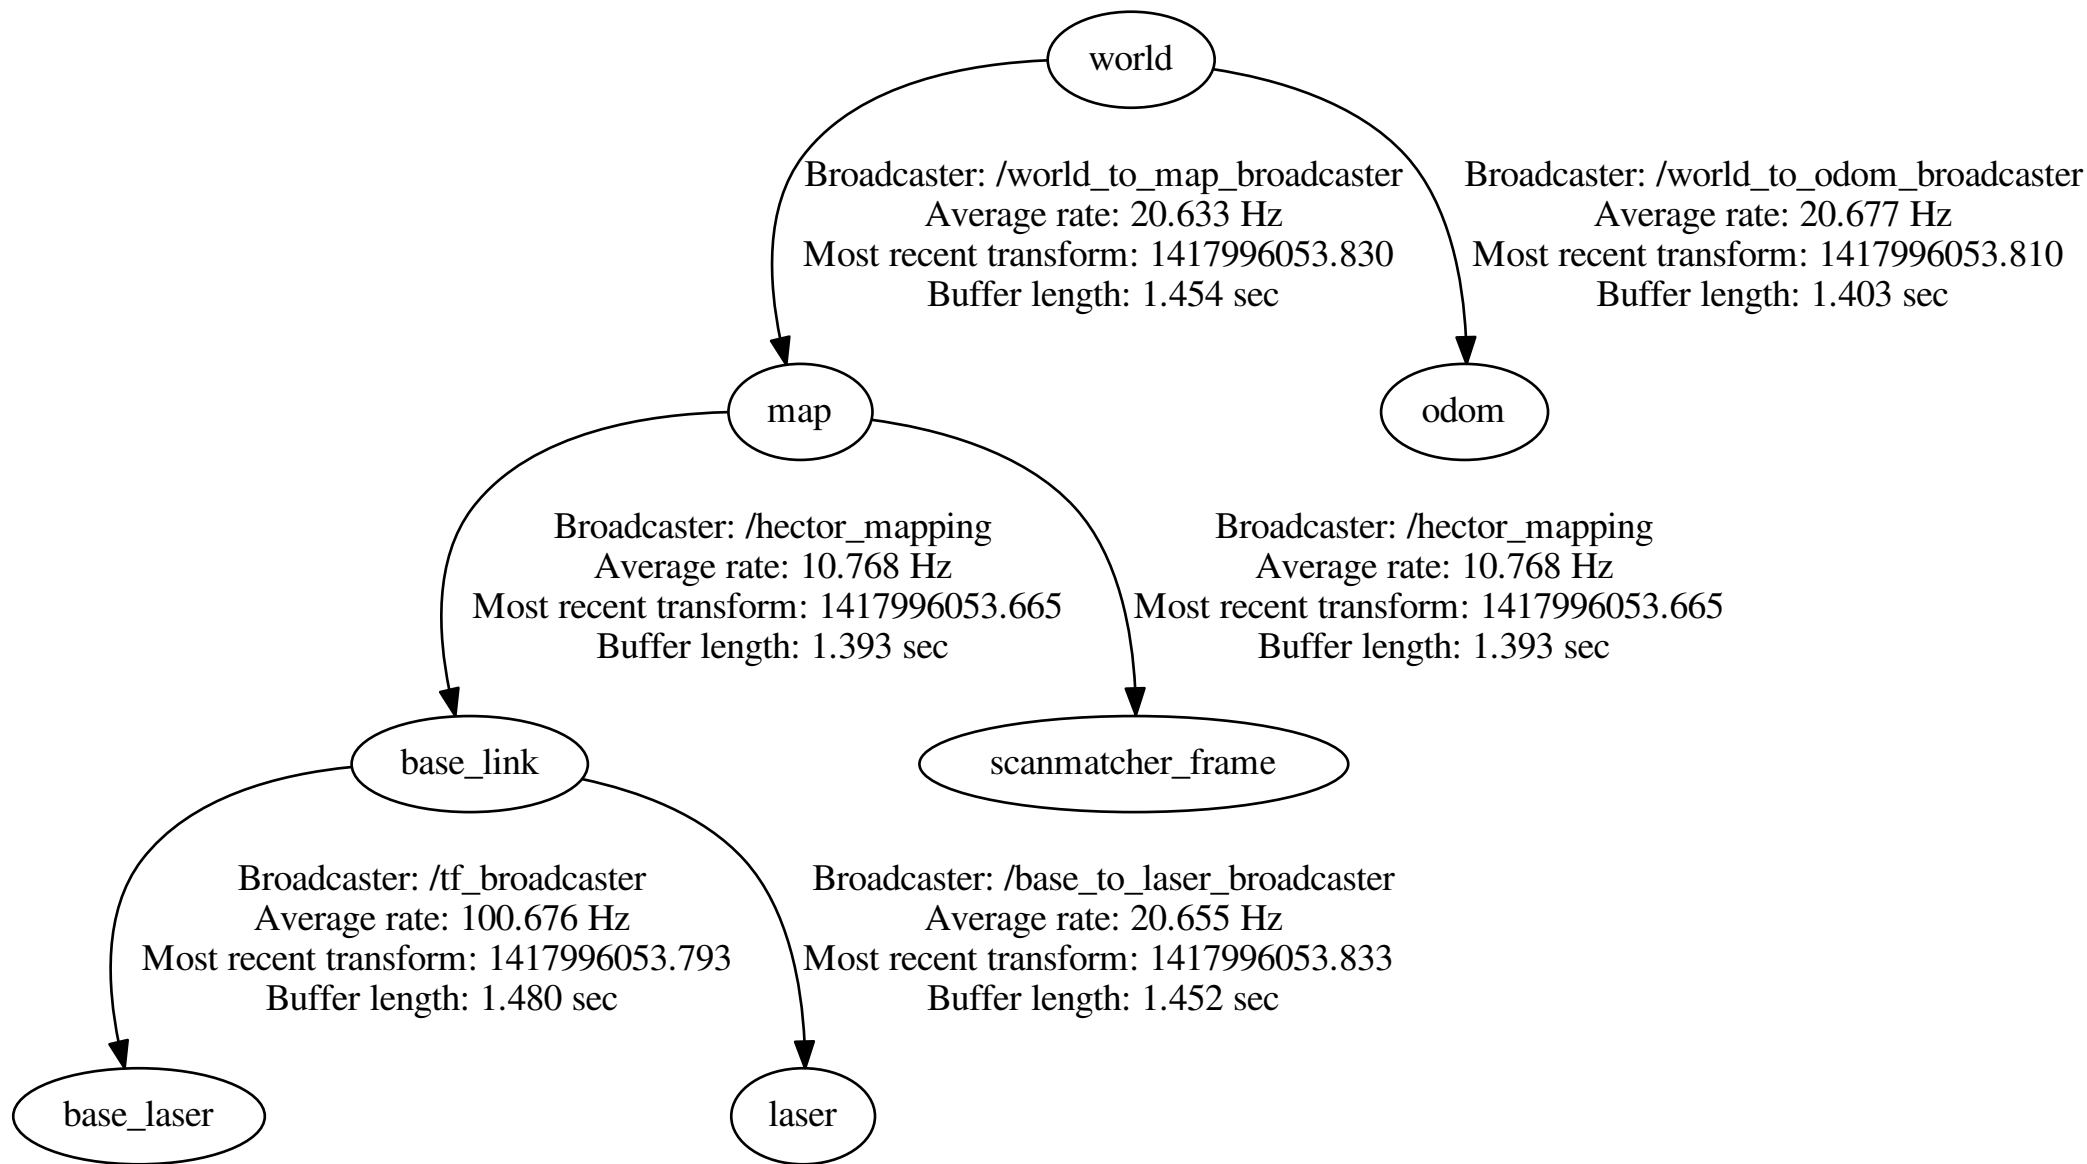 world
Broadcaster: /world_to_map_broadcaster
Average rate: 20.633 Hz
Most recent transform: 1417996053.830
Buffer length: 1.454 sec
Broadcaster: /world_to_odom_broadcaster
Average rate: 20.677 Hz
Most recent transform: 1417996053.810
Buffer length: 1.403 sec
map
odom
Broadcaster: /hector_mapping
Average rate: 10.768 Hz
Most recent transform: 1417996053.665
Buffer length: 1.393 sec
Broadcaster: /hector_mapping
Average rate: 10.768 Hz
Most recent transform: 1417996053.665
Buffer length: 1.393 sec
base_link
scanmatcher_frame
Broadcaster: /tf_broadcaster
Average rate: 100.676 Hz
Most recent transform: 1417996053.793
Buffer length: 1.480 sec
Broadcaster: /base_to_laser_broadcaster
Average rate: 20.655 Hz
Most recent transform: 1417996053.833
Buffer length: 1.452 sec
base_laser
laser